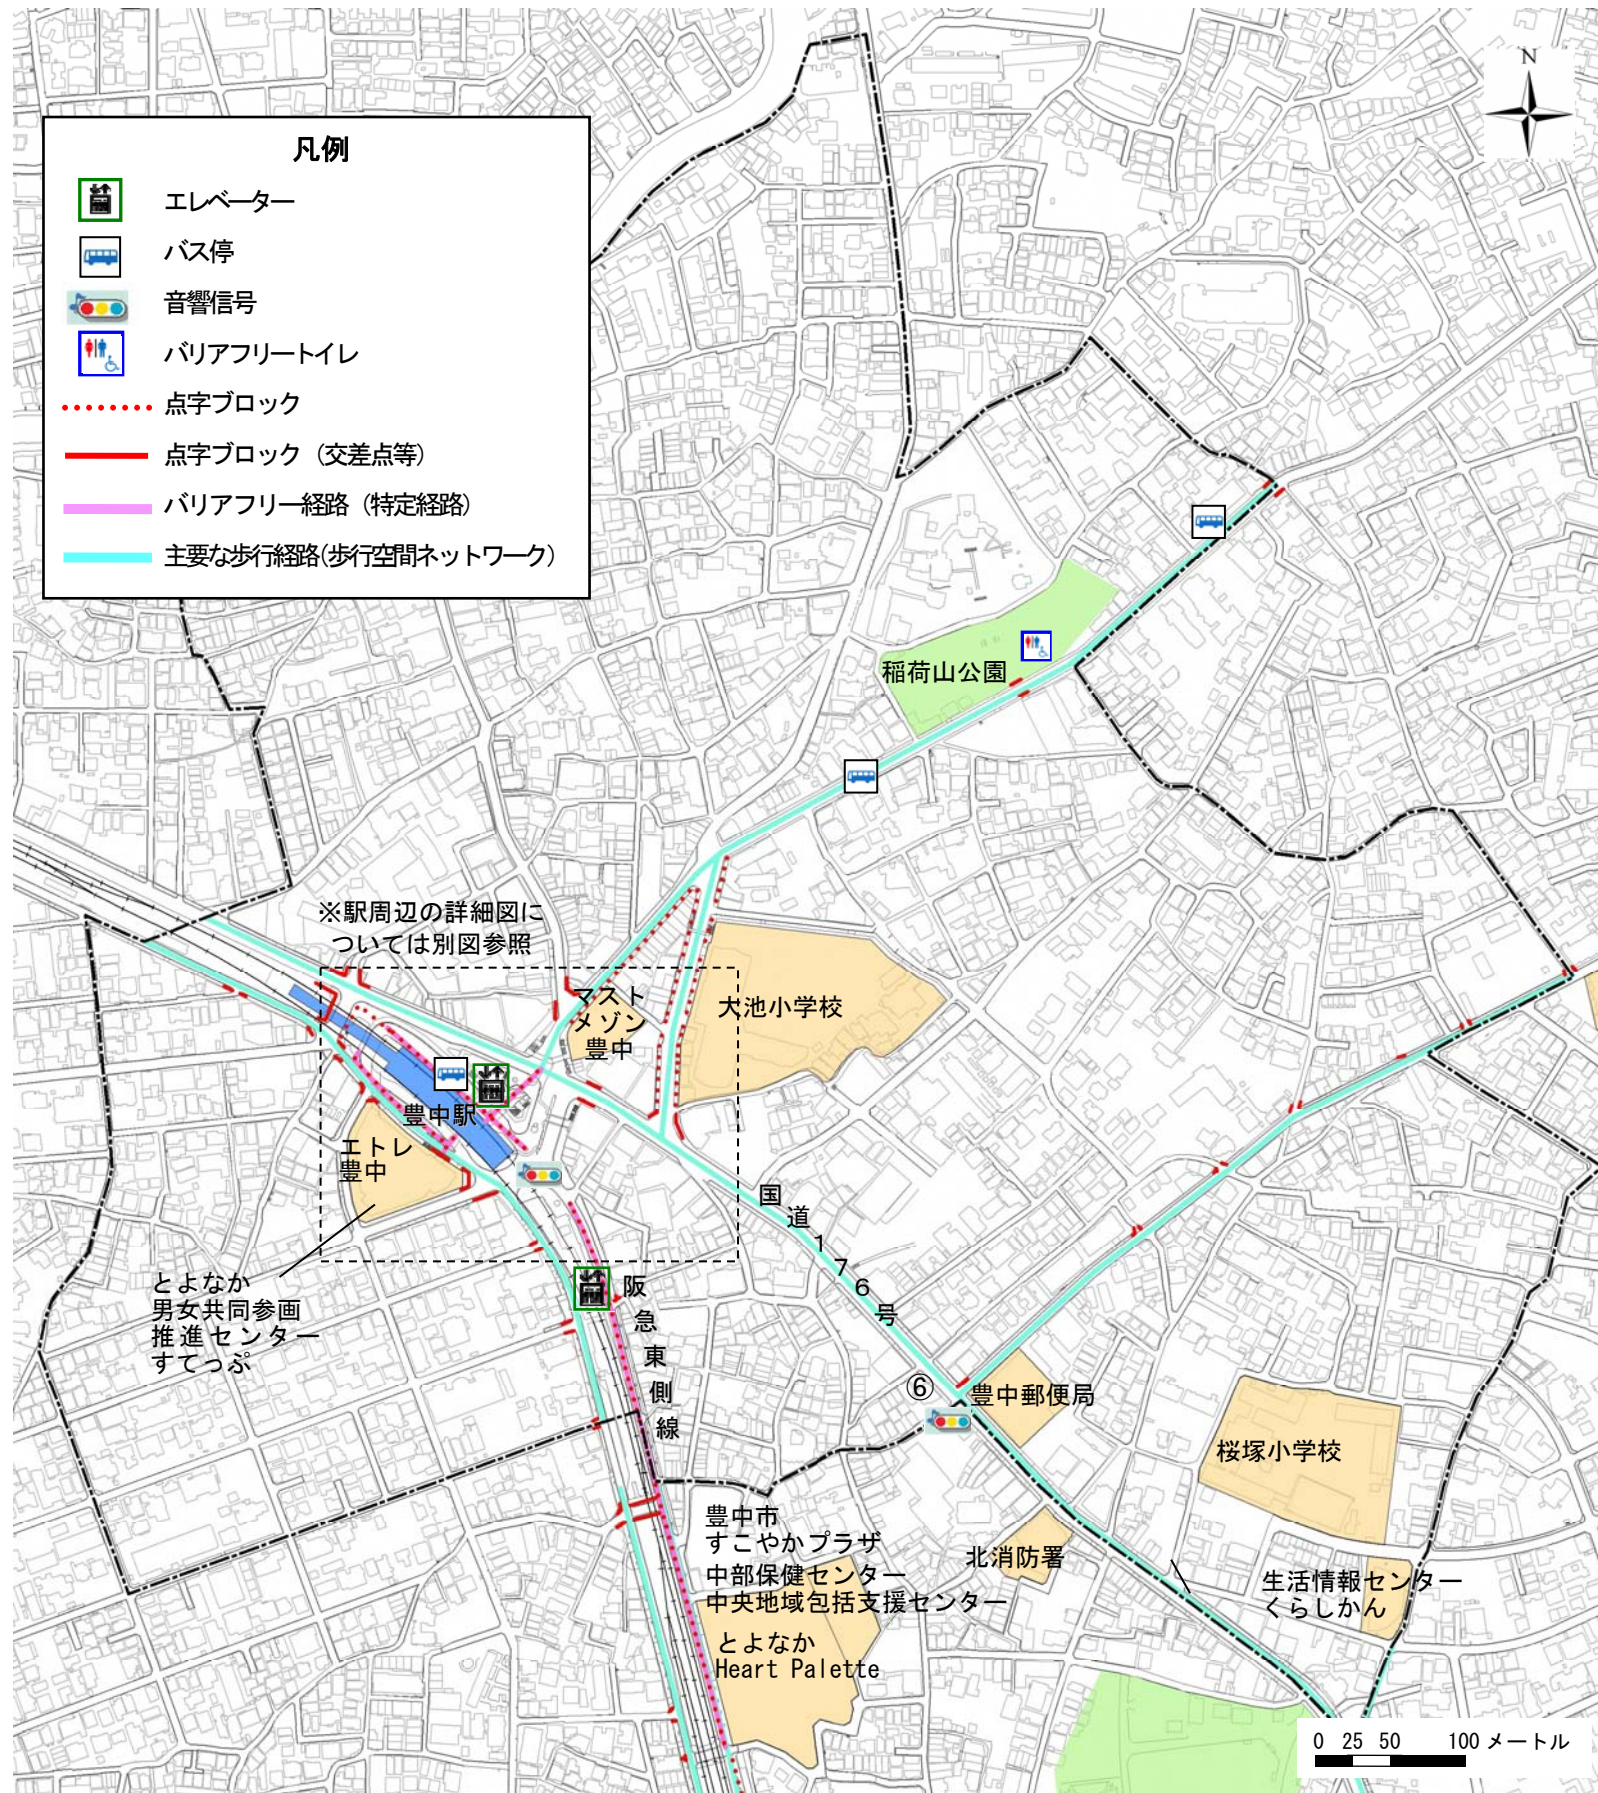 N
凡例
エレベーター
バス停
音響信号
バリアフリートイレ
点字ブロック
点字ブロック（交差点等）
バリアフリー経路（特定経路）
主要な歩行経路(歩行空間ネットワーク）
稲荷山公園
※駅周辺の詳細図に
ついては別図参照
マスト
メゾン
豊中
大池小学校
豊中駅
エトレ
豊中
国道176号
とよなか
男女共同参画
推進センター
すてっぷ
阪急東側線
⑥
豊中郵便局
桜塚小学校
豊中市
すこやかプラザ
中部保健センター
中央地域包括支援センター
北消防署
生活情報センター
くらしかん
とよなか
Heart Palette
0 25 50 100 メートル